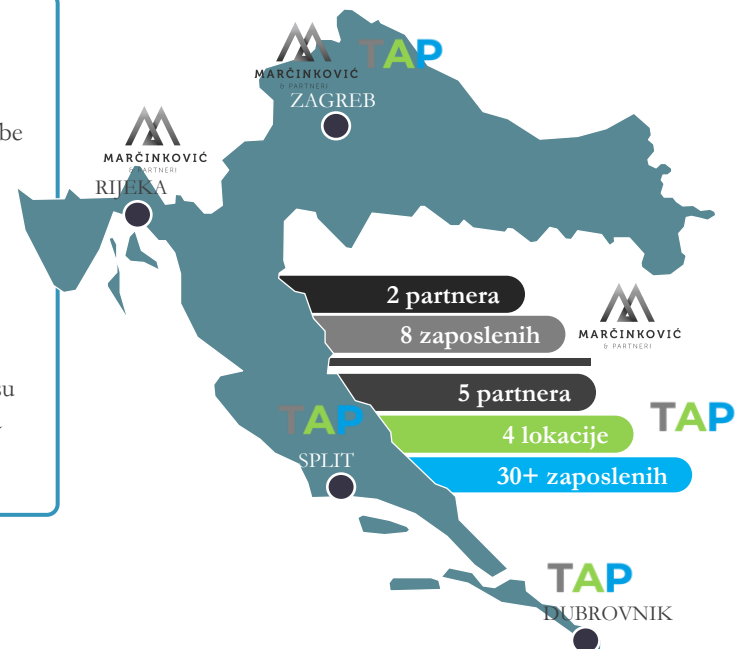 MARČINKOVIĆ
& PARTNERI
TAP
ZAGREB
be
MARČINKOVIĆ
& PARTNERI
RIJEKA
2 partnera
8 zaposlenih
MARČINKOVIĆ
& PARTNERI
su
5 partnera
TAP
4 lokacije
TAP
SPLIT
30+ zaposlenih
TAP
DUBROVNIK